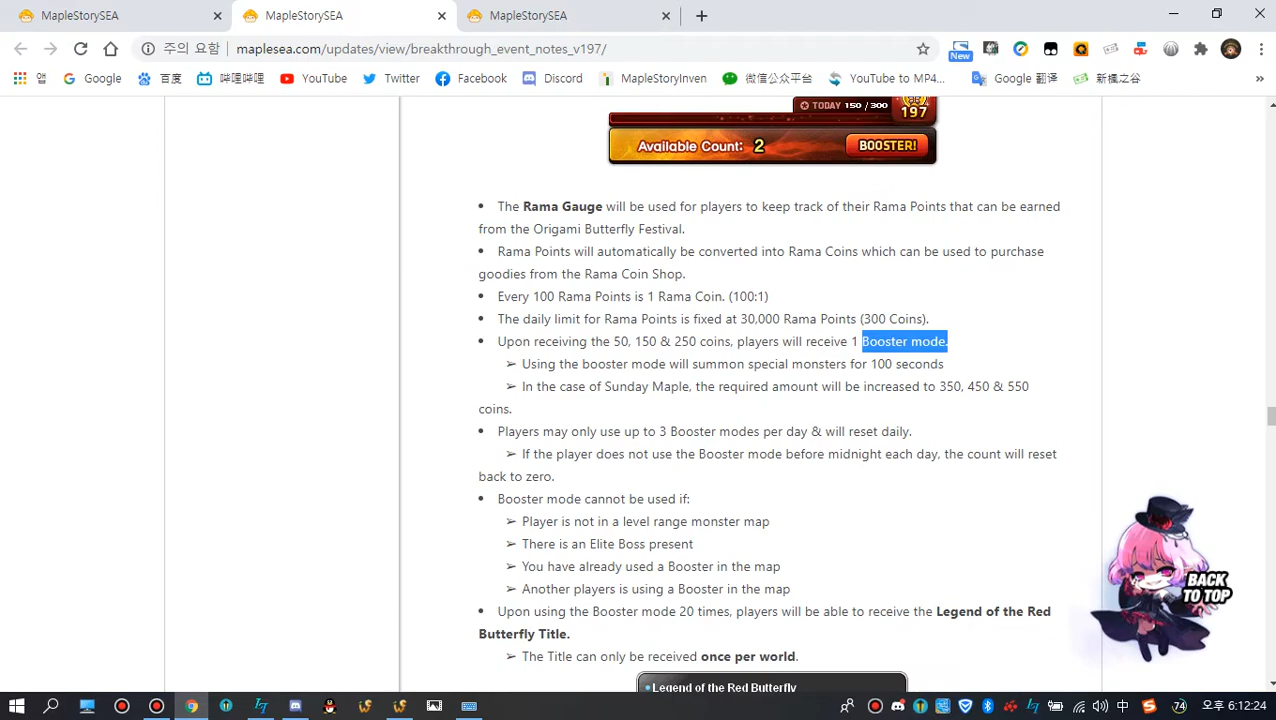 MapleStorySEA
MapleStorySEA
MapleStorySEA
주의 요함
maplesea.com/updates/view/breakthrough_event_notes_v197/
New
앱
Google
百度
哔哩哔哩
YouTube
Twitter
Facebook
Discord
MapleStoryInven
微信公众平台
YouTube 및 MP4...
Google 翻译
新楓之谷
TODAY 150 / 300
197
Available Count: 2
BOOSTER!
The Rama Gauge will be used for players to keep track of their Rama Points that can be earned
from the Origami Butterfly Festival.
Rama Points will automatically be converted into Rama Coins which can be used to purchase
goodies from the Rama Coin Shop.
Every 100 Rama Points is 1 Rama Coin. (100:1)
The daily limit for Rama Points is fixed at 30,000 Rama Points (300 Coins).
Upon receiving the 50, 150 & 250 coins, players will receive 1 Booster mode.
➢ Using the booster mode will summon special monsters for 100 seconds
➢ In the case of Sunday Maple, the required amount will be increased to 350, 450 & 550
coins.
Players may only use up to 3 Booster modes per day & will reset daily.
➢ If the player does not use the Booster mode before midnight each day, the count will reset
back to zero.
Booster mode cannot be used if:
➢ Player is not in a level range monster map
➢ There is an Elite Boss present
➢ You have already used a Booster in the map
➢ Another players is using a Booster in the map
Upon using the Booster mode 20 times, players will be able to receive the Legend of the Red
Butterfly Title.
➢ The Title can only be received once per world.
Legend of the Red Butterfly
BACK
TO TOP
中
74
오후 6:12:24